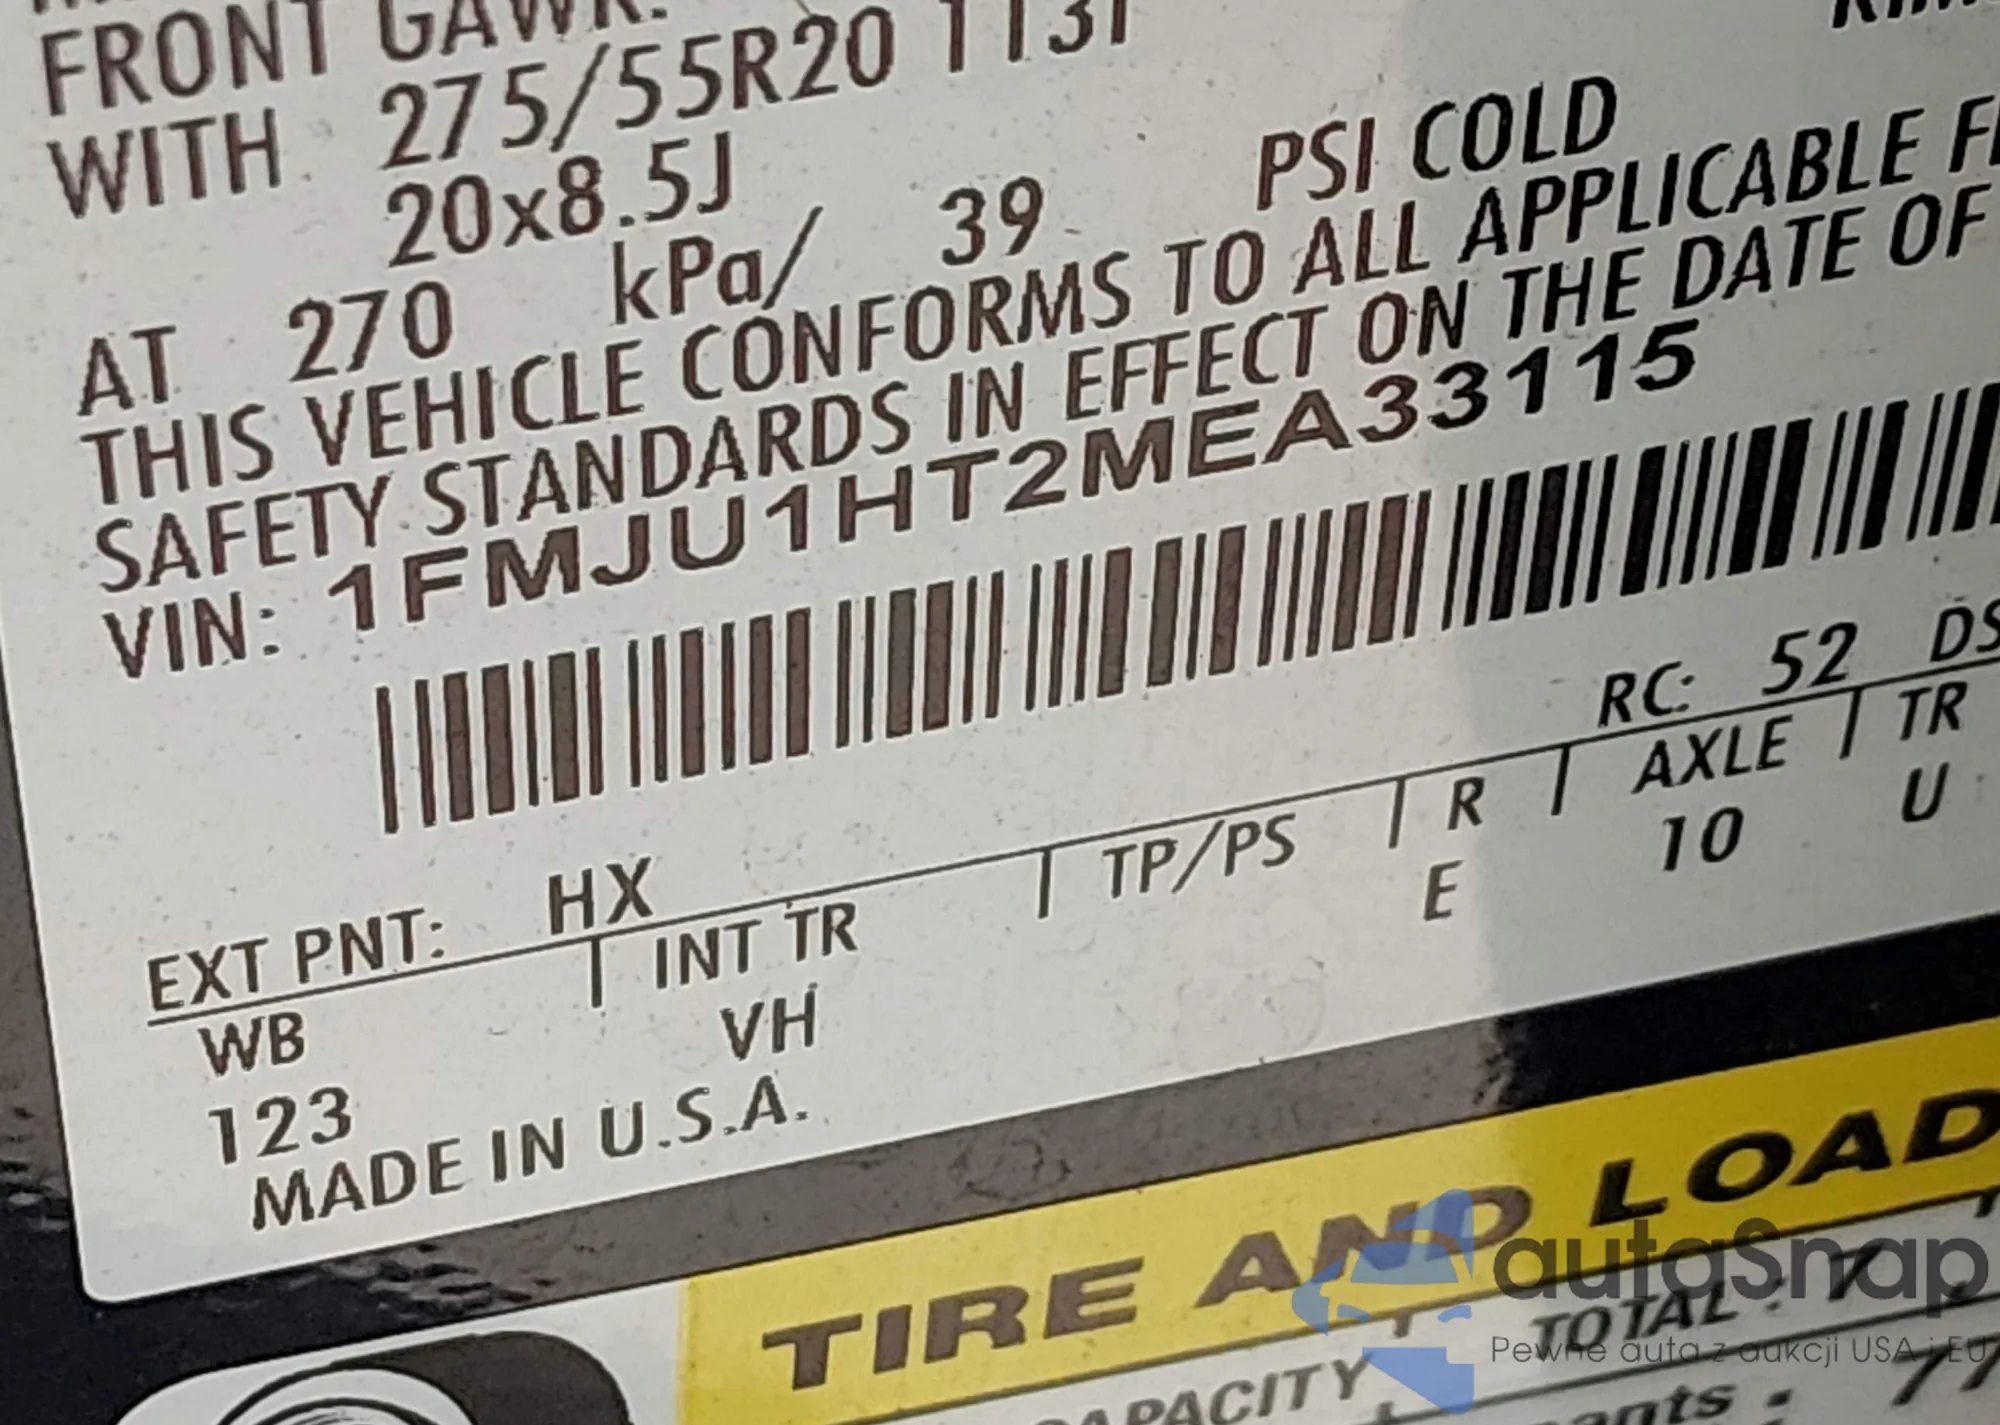 FRONT GAWR:
WITH 275/55R20 113T
20x8.5J
AT 270 kPa/ 39 PSI COLD
THIS VEHICLE CONFORMS TO ALL APPLICABLE
SAFETY STANDARDS IN EFFECT ON THE DATE OF
VIN: 1FMJU1HT2MEA33115
EXT PNT: HX RC: 52 DS
WB INT TR TP/PS R AXLE TR
123 VH E 10 U
MADE IN U.S.A.
TIRE AND LOAD
TOTAL : 7
autaSnap
Pewne auta z aukcji USA i EU